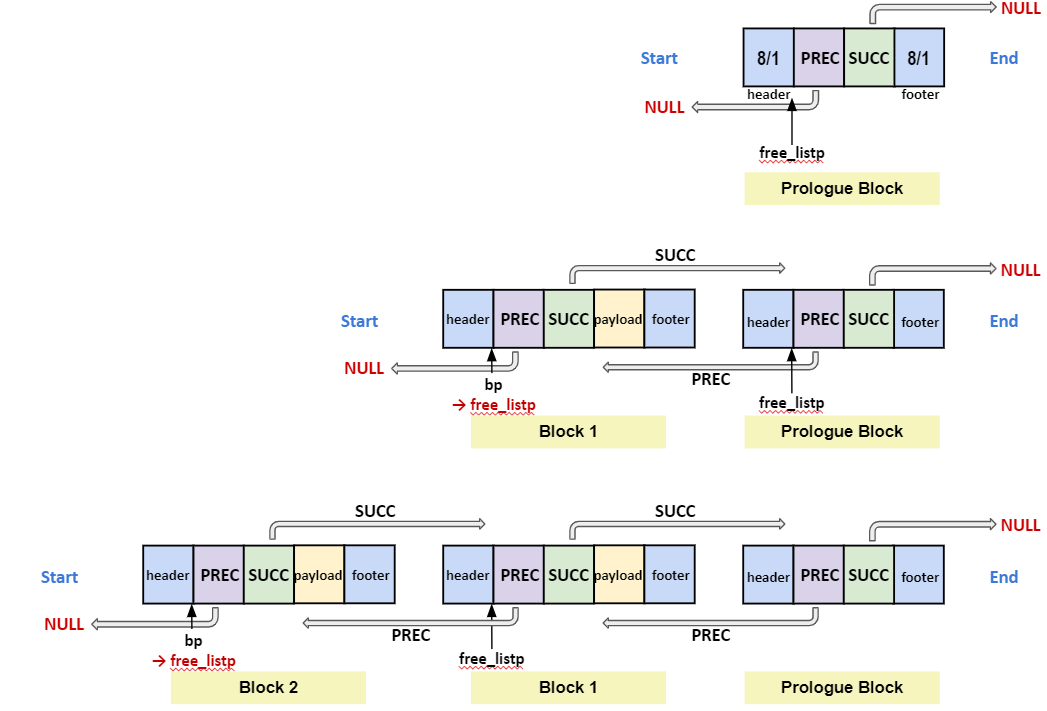 NULL
Start 8/1 PREC SUCC 8/1 End
header footer
NULL
free_listp
Prologue Block
SUCC
NULL
Start header PREC SUCC payload footer header PREC SUCC footer End
NULL
PREC
bp
→ free_listp
free_listp
Block 1 Prologue Block
SUCC SUCC
NULL
Start header PREC SUCC payload footer header PREC SUCC payload footer header PREC SUCC footer End
NULL
PREC PREC
bp
→ free_listp
free_listp
Block 2 Block 1 Prologue Block